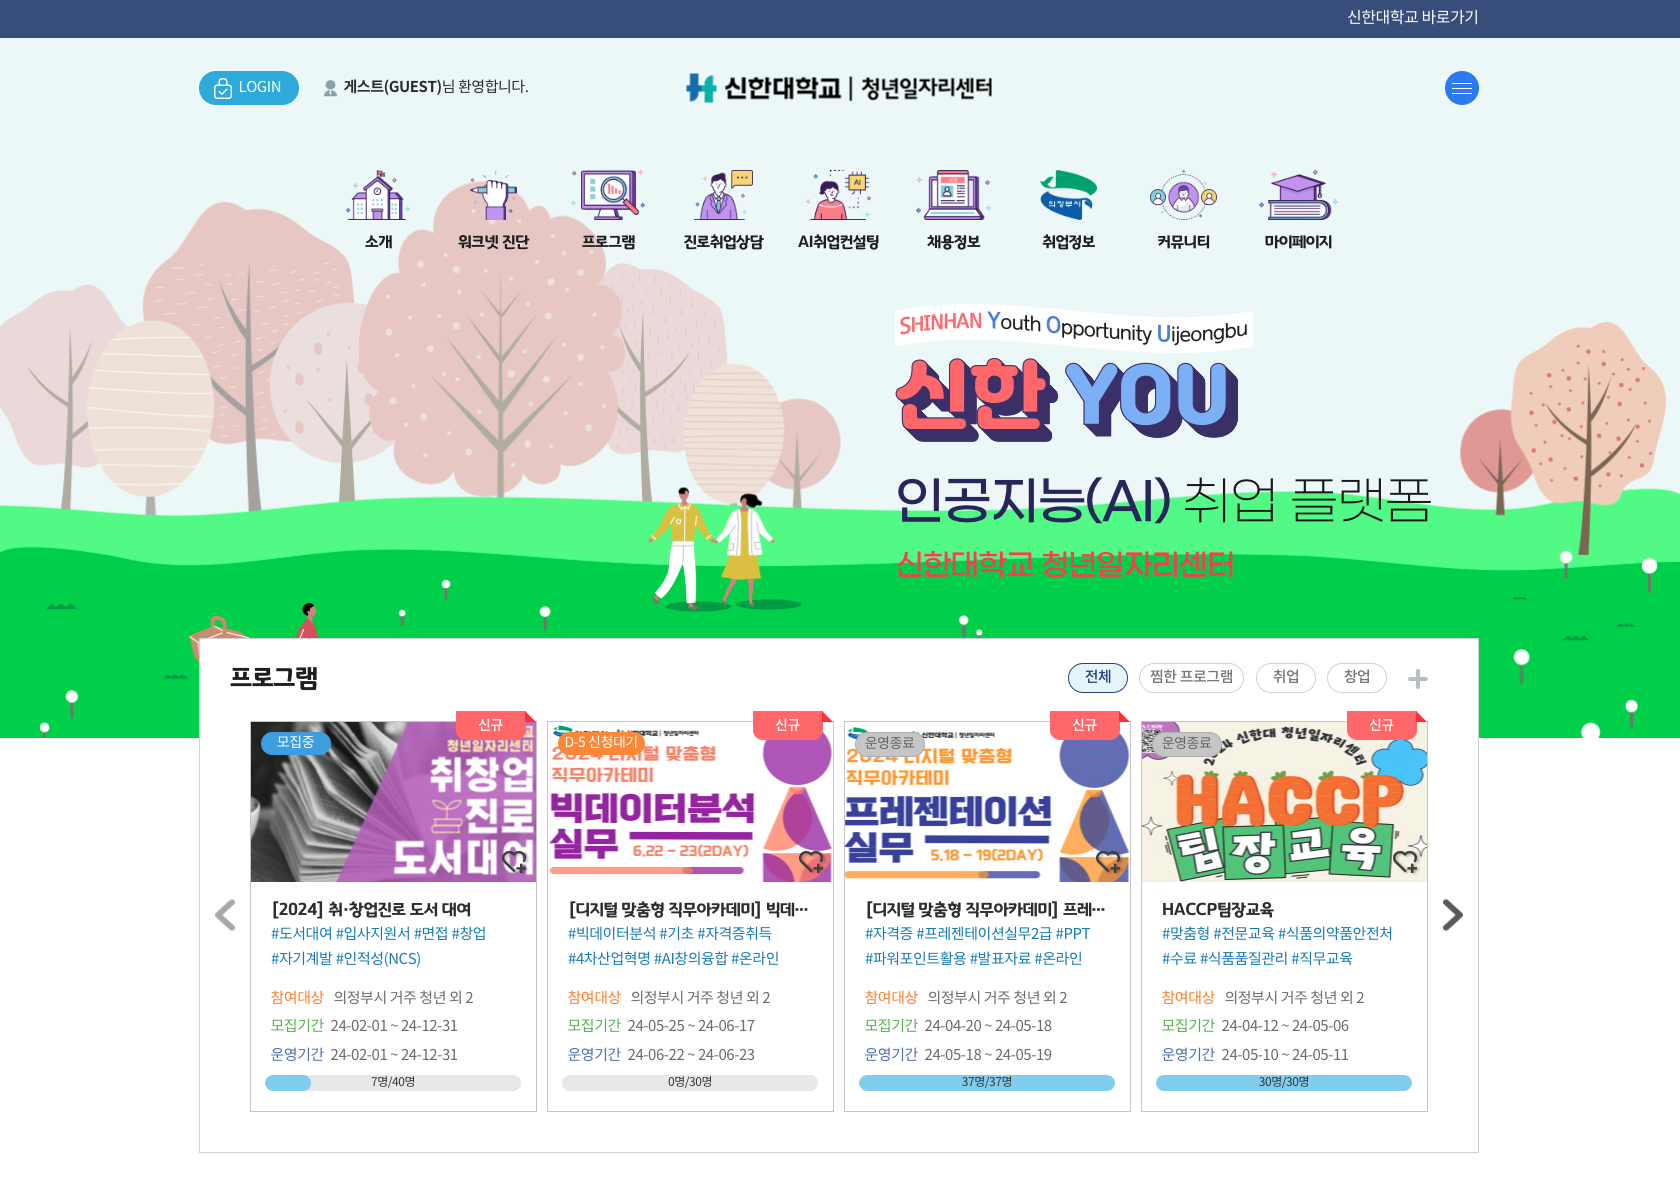 신한대학교 바로가기
LOGIN
게스트(GUEST)님 환영합니다.
신한대학교 | 청년일자리센터
AI
의정부시
소개
워크넷 진단
프로그램
진로취업상담
AI취업컨설팅
채용정보
취업정보
커뮤니티
마이페이지
SHINHAN Youth Opportunity Uijeongbu
신한 YOU
인공지능(AI) 취업 플랫폼
신한대학교 청년일자리센터
프로그램
전체
찜한 프로그램
취업
창업
신규
모집중
청년일자리센터
취창업
진로
도서대여
[2024] 취·창업진로 도서 대여
#도서대여 #입사지원서 #면접 #창업
#자기계발 #인적성(NCS)
참여대상 의정부시 거주 청년 외 2
모집기간 24-02-01 ~ 24-12-31
운영기간 24-02-01 ~ 24-12-31
7명/40명
신규
D-5 신청대기
2024 디지털 맞춤형
직무아카데미
빅데이터분석
실무
6.22 - 23(2DAY)
[디지털 맞춤형 직무아카데미] 빅데…
#빅데이터분석 #기초 #자격증취득
#4차산업혁명 #AI창의융합 #온라인
참여대상 의정부시 거주 청년 외 2
모집기간 24-05-25 ~ 24-06-17
운영기간 24-06-22 ~ 24-06-23
0명/30명
신규
운영종료
2024 디지털 맞춤형
직무아카데미
프레젠테이션
실무
5.18 - 19(2DAY)
[디지털 맞춤형 직무아카데미] 프레…
#자격증 #프레젠테이션실무2급 #PPT
#파워포인트활용 #발표자료 #온라인
참여대상 의정부시 거주 청년 외 2
모집기간 24-04-20 ~ 24-05-18
운영기간 24-05-18 ~ 24-05-19
37명/37명
신규
운영종료
신한대 청년일자리센터
HACCP
팀장교육
HACCP팀장교육
#맞춤형 #전문교육 #식품의약품안전처
#수료 #식품품질관리 #직무교육
참여대상 의정부시 거주 청년 외 2
모집기간 24-04-12 ~ 24-05-06
운영기간 24-05-10 ~ 24-05-11
30명/30명